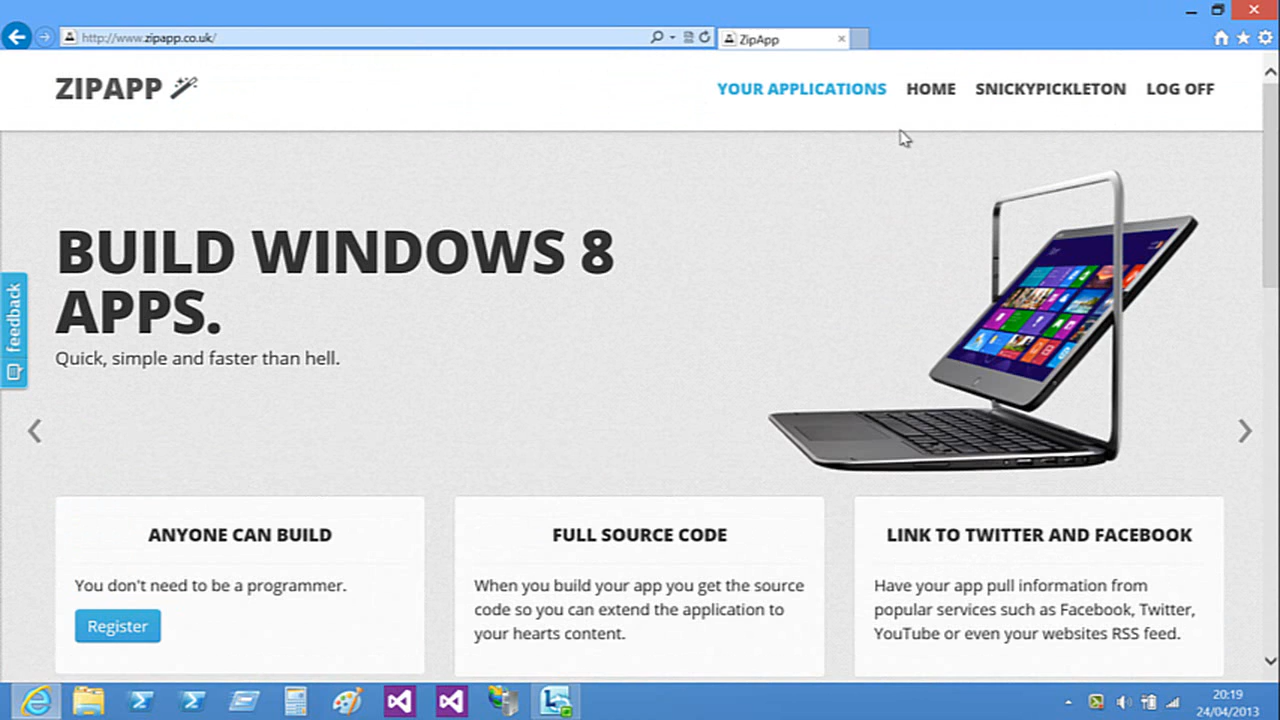 http://www.zipapp.co.uk/
ZipApp
ZIPAPP
YOUR APPLICATIONS HOME SNICKYPICKLETON LOG OFF
BUILD WINDOWS 8
APPS.
Quick, simple and faster than hell.
feedback
ANYONE CAN BUILD
You don't need to be a programmer.
Register
FULL SOURCE CODE
When you build your app you get the source
code so you can extend the application to
your hearts content.
LINK TO TWITTER AND FACEBOOK
Have your app pull information from
popular services such as Facebook, Twitter,
YouTube or even your websites RSS feed.
20:19
24/04/2013